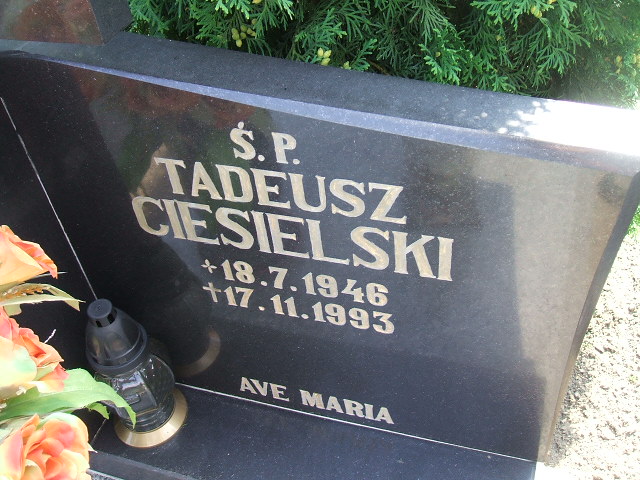 Ś. P.
TADEUSZ
CIESIELSKI
* 18.7.1946
† 17.11.1993
AVE MARIA